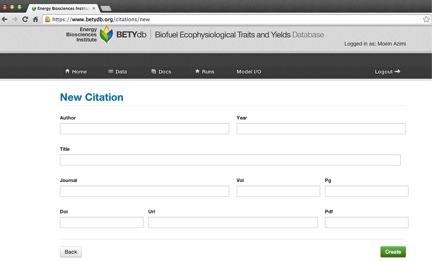 Energy Biosciences Insti
https://www.betydb.org/citations/new
Energy
Biosciences
Institute
BETYdb Biofuel Ecophysiological Traits and Yields Database
Logged in as: Moein Azimi
Home Data Docs Runs Model I/O Logout
New Citation
Author Year
Title
Journal Vol Pg
Doi Url Pdf
Back Create